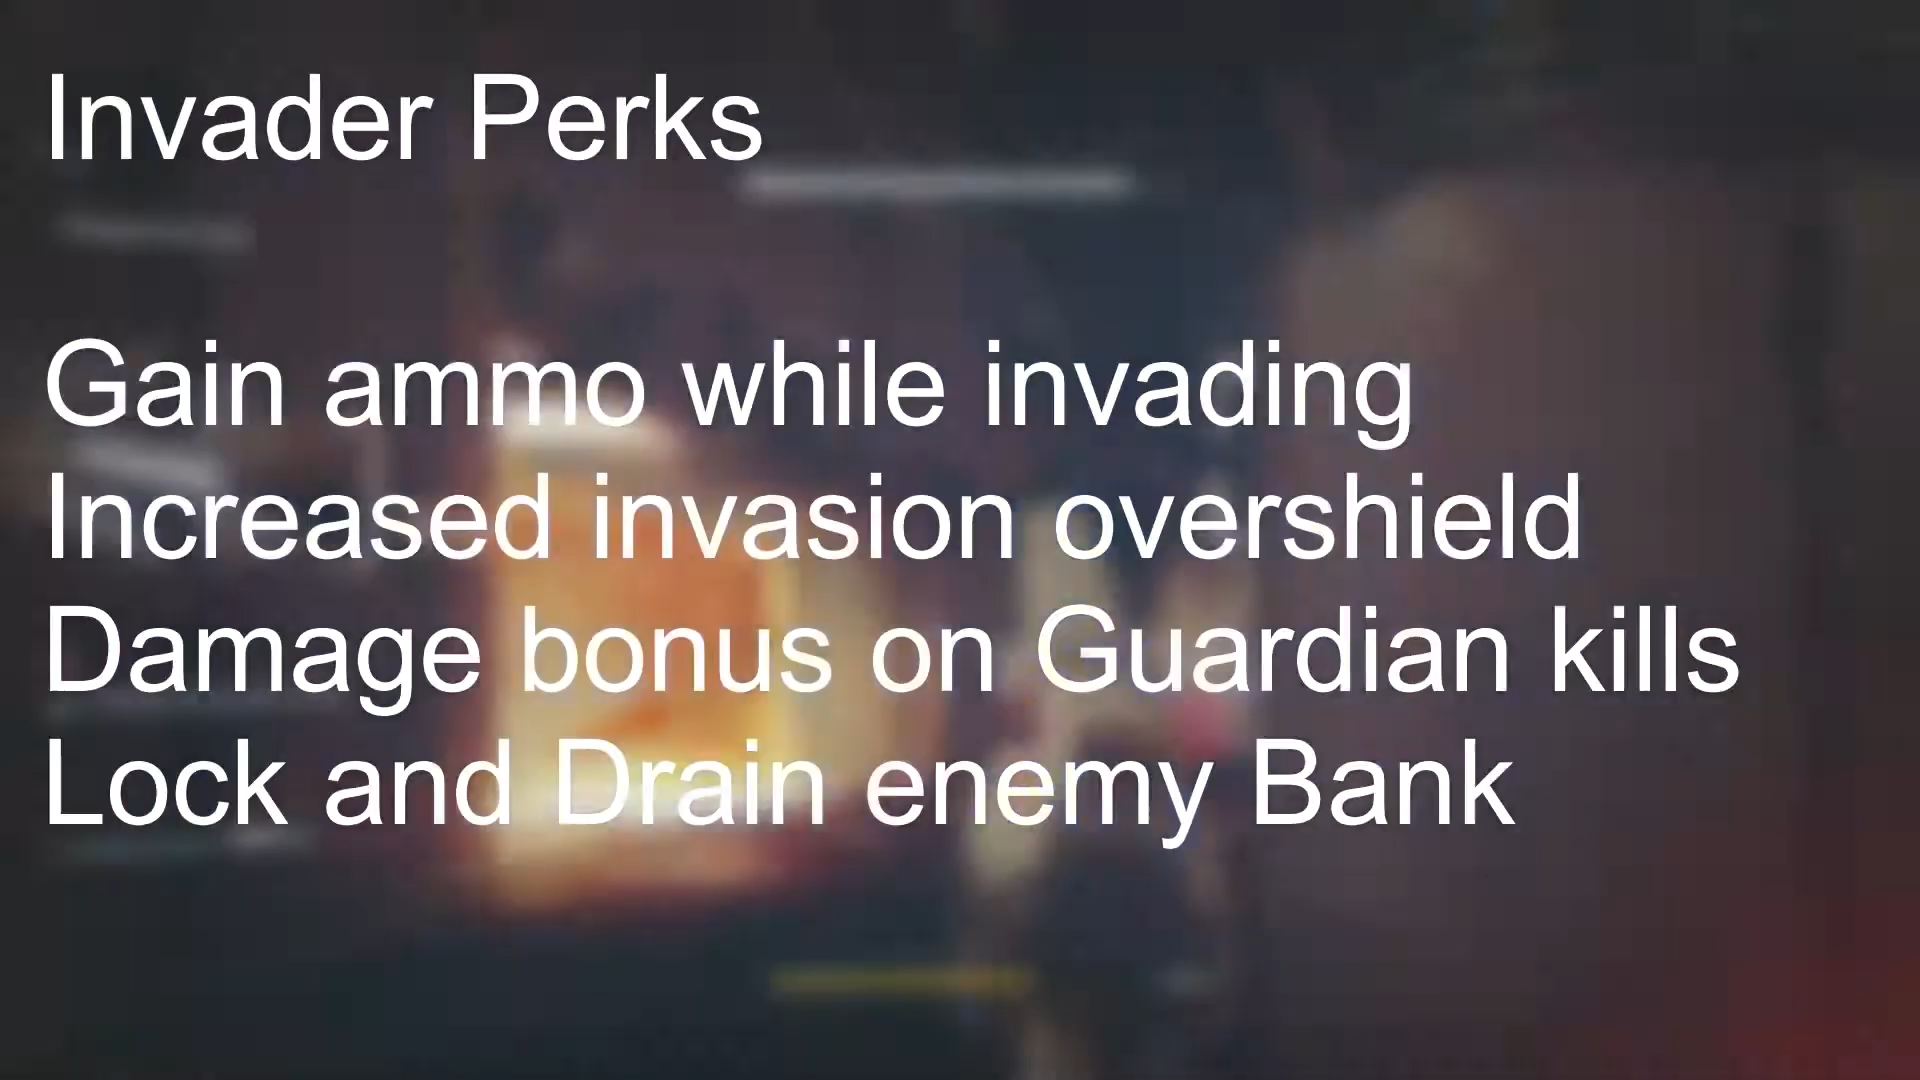 Invader Perks
Gain ammo while invading
Increased invasion overshield
Damage bonus on Guardian kills
Lock and Drain enemy Bank